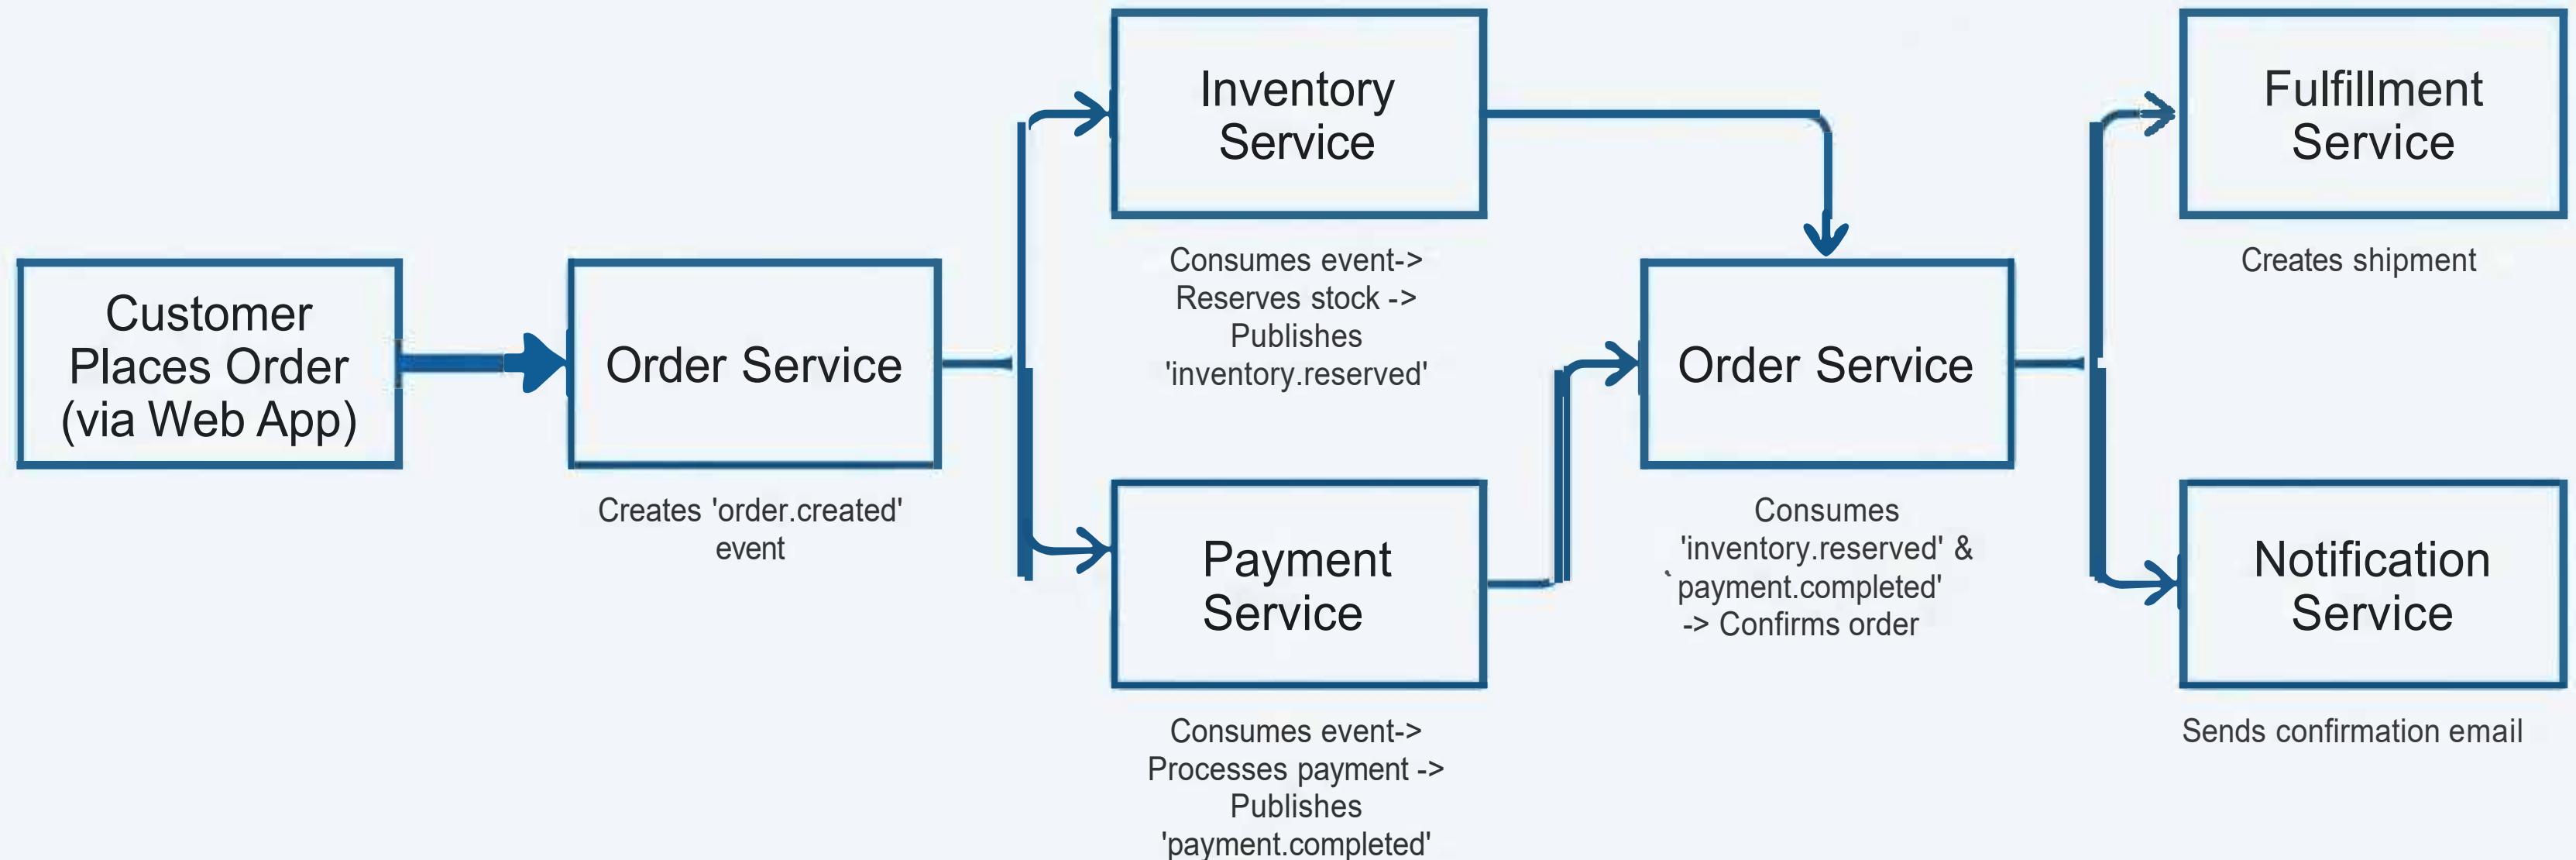 Customer
Places Order
(via Web App)
Order Service
Creates 'order.created'
event
Inventory
Service
Consumes event->
Reserves stock ->
Publishes
'inventory.reserved'
Payment
Service
Consumes event->
Processes payment ->
Publishes
'payment.completed'
Order Service
Consumes
'inventory.reserved' &
`payment.completed'
-> Confirms order
Fulfillment
Service
Creates shipment
Notification
Service
Sends confirmation email